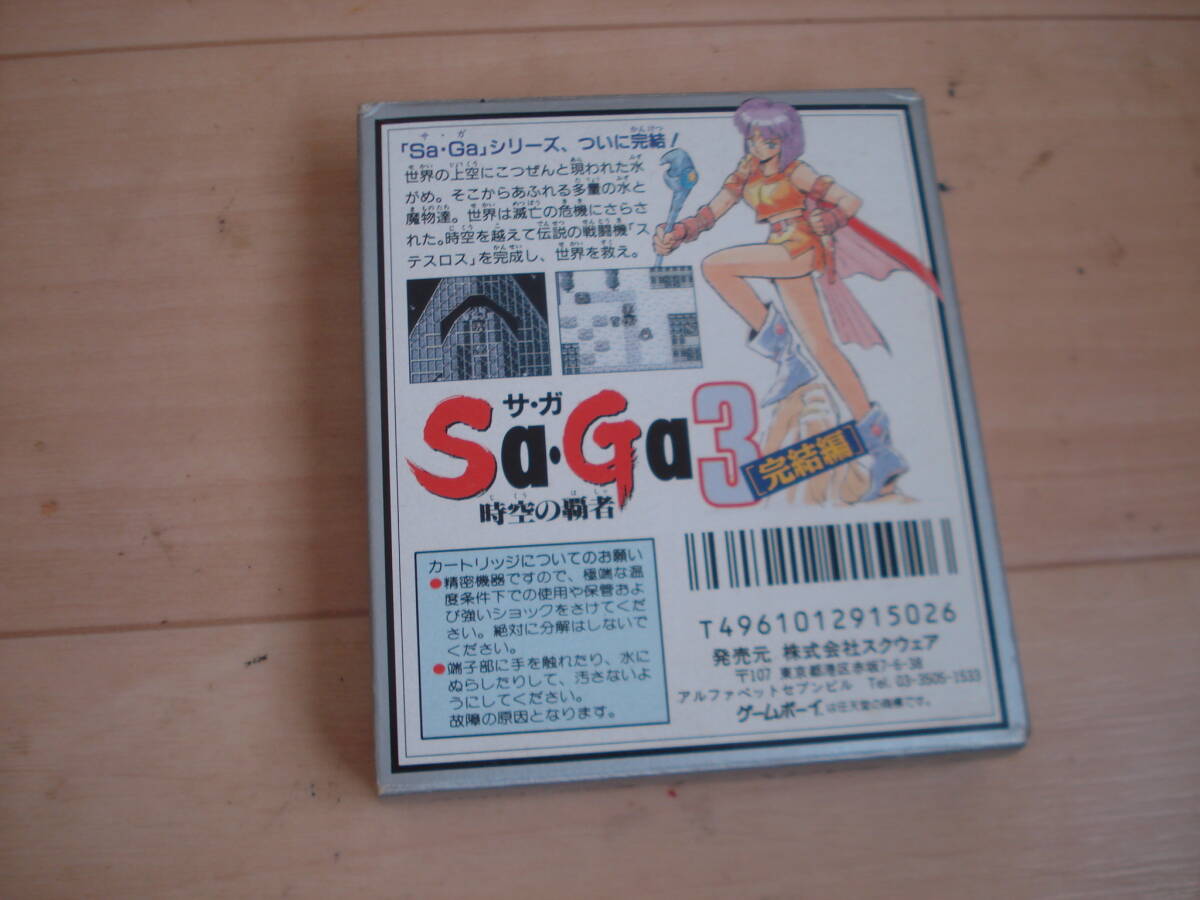 「Sa・Ga」シリーズ、ついに完結！
世界の上空にこつぜんと現われた水
がめ。そこからあふれる多量の水と
魔物達。世界は滅亡の危機にさらさ
れた。時空を越えて伝説の戦闘機「ス
テスロス」を完成し、世界を救え。
サ・ガ
Sa・Ga3
[完結編]
時空の覇者
カートリッジについてのお願い
●精密機器ですので、極端な温
度条件下での使用や保管およ
び強いショックをさけてくだ
さい。絶対に分解はしないで
ください。
●端子部に手を触れたり、水に
ぬらしたりして、汚さないよ
うにしてください。
故障の原因となります。
T4961012915026
発売元 株式会社スクウェア
〒107 東京都港区赤坂7-6-38
アルファベットセブンビル Tel. 03-3505-1533
ゲームボーイは任天堂の商標です。